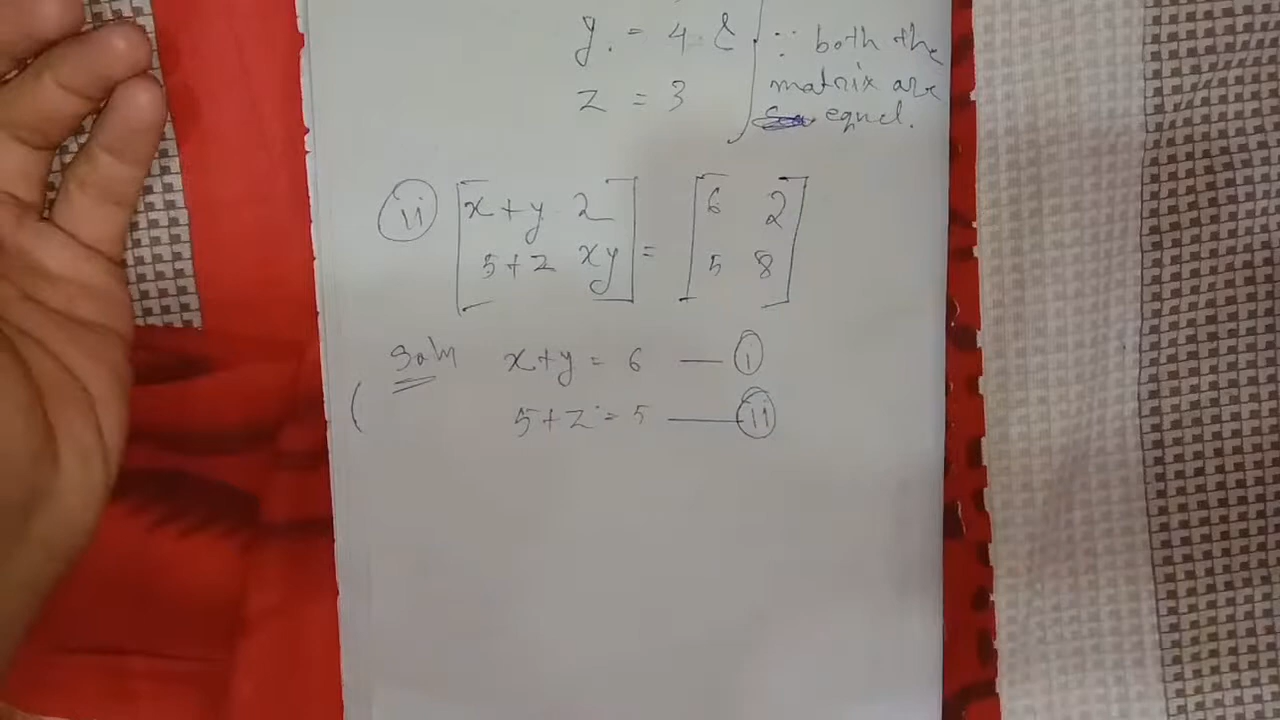 y. = 4 &
z = 3
∵ both the
matrix are
equel.
ii [x+y 2
5+z xy] = [6 2
5 8]
Soln x+y = 6 — i
( 5+z = 5 — ii